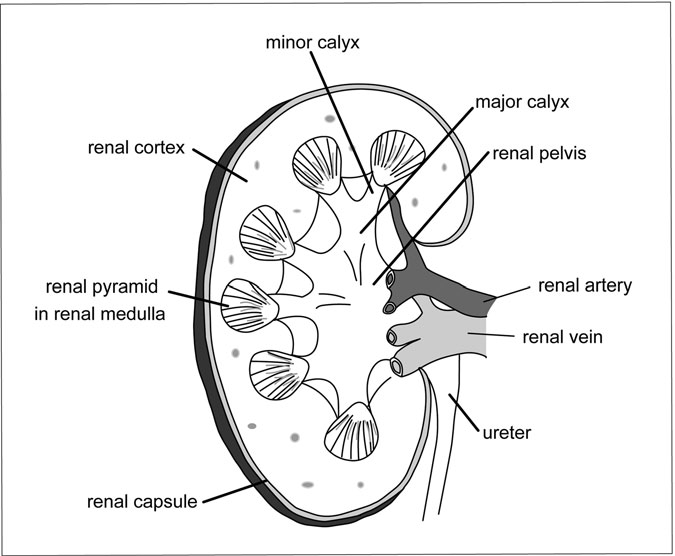 minor calyx
major calyx
renal cortex
renal pelvis
renal pyramid
in renal medulla
renal artery
renal vein
ureter
renal capsule